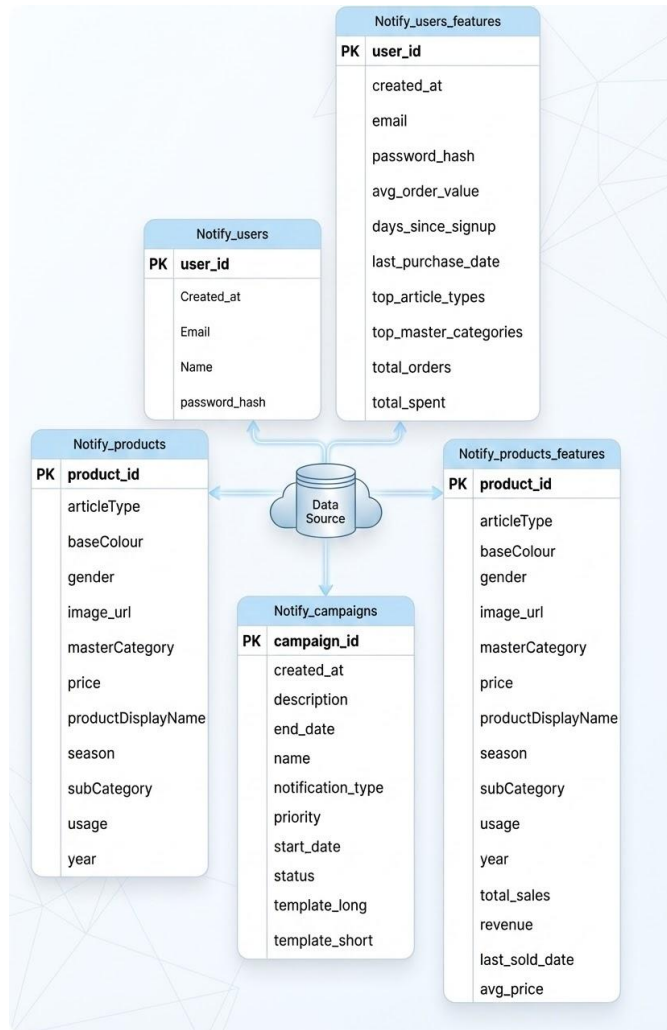 Notify_users_features
PK user_id
created_at
email
password_hash
avg_order_value
days_since_signup
last_purchase_date
top_article_types
top_master_categories
total_orders
total_spent
Notify_users
PK user_id
Created_at
Email
Name
password_hash
Notify_products
PK product_id
articleType
baseColour
gender
image_url
masterCategory
price
productDisplayName
season
subCategory
usage
year
Data
Source
Notify_products_features
PK product_id
articleType
baseColour
gender
image_url
masterCategory
price
productDisplayName
season
subCategory
usage
year
total_sales
revenue
last_sold_date
avg_price
Notify_campaigns
PK campaign_id
created_at
description
end_date
name
notification_type
priority
start_date
status
template_long
template_short